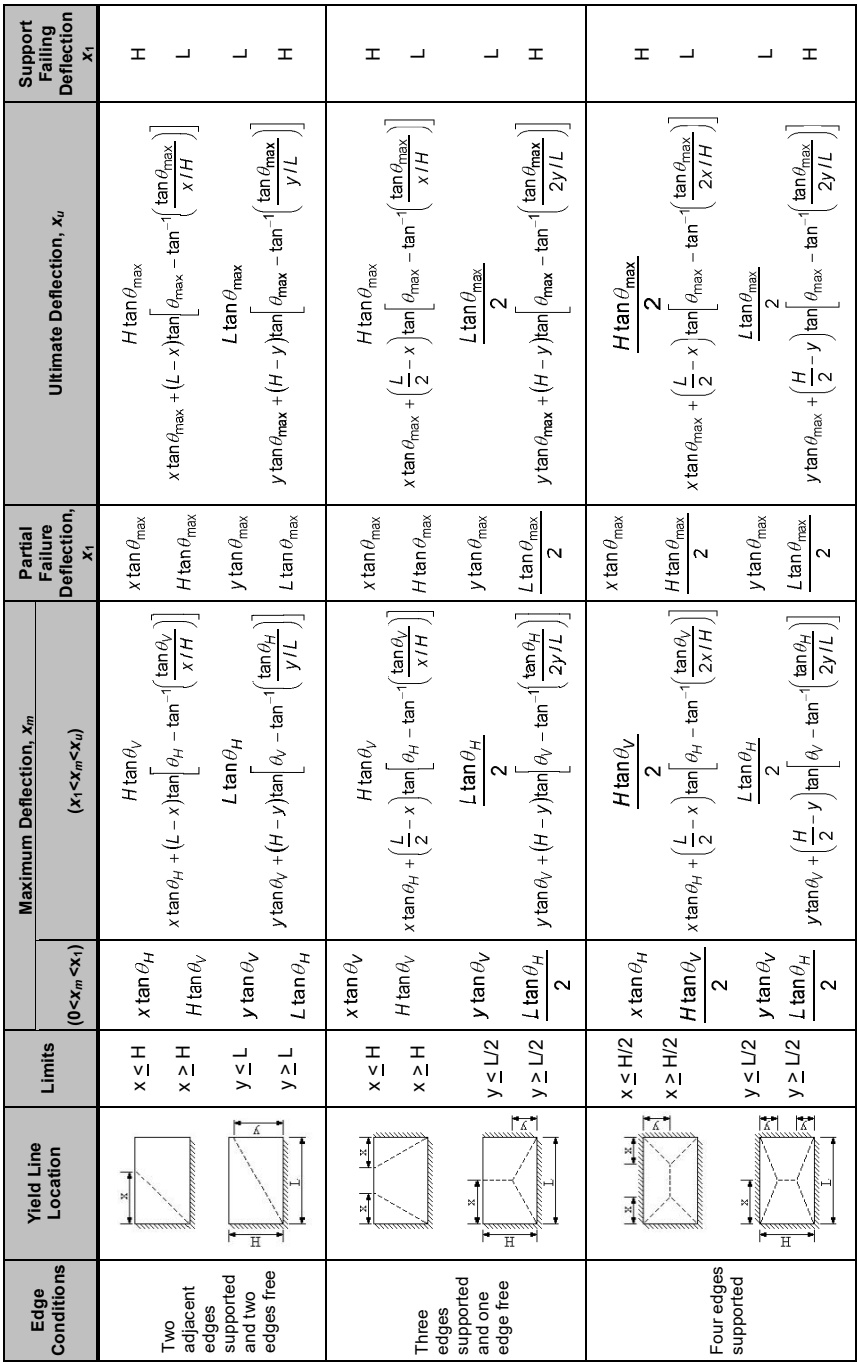 Edge Conditions
Yield Line Location
Limits
Maximum Deflection, xₘ
(0<xₘ<x₁)
(x₁<xₘ<xᵤ)
Partial Failure Deflection, x₁
Ultimate Deflection, xᵤ
Support Failing Deflection x₁
Two
adjacent
edges
supported
and two
edges free
x
y
H
L
x ≤ H
x tanθ_H
H tanθ_V
x tanθ_max
H tanθ_max
H
x ≥ H
H tanθ_V
x tanθ_H + (L − x)tan[θ_H − tan⁻¹(tanθ_V / (x / H))]
H tanθ_max
x tanθ_max + (L − x)tan[θ_max − tan⁻¹(tanθ_max / (x / H))]
L
y ≤ L
y tanθ_V
L tanθ_H
y tanθ_max
L tanθ_max
L
y ≥ L
L tanθ_H
y tanθ_V + (H − y)tan[θ_V − tan⁻¹(tanθ_H / (y / L))]
L tanθ_max
y tanθ_max + (H − y)tan[θ_max − tan⁻¹(tanθ_max / (y / L))]
H
Three
edges
supported
and one
edge free
x
x
x
y
H
L
x ≤ H
x tanθ_V
H tanθ_V
x tanθ_max
H tanθ_max
H
x ≥ H
H tanθ_V
x tanθ_H + (L/2 − x)tan[θ_H − tan⁻¹(tanθ_V / (x / H))]
H tanθ_max
x tanθ_max + (L/2 − x)tan[θ_max − tan⁻¹(tanθ_max / (x / H))]
L
y ≤ L/2
y tanθ_V
L tanθ_H / 2
y tanθ_max
L tanθ_max / 2
L
y ≥ L/2
L tanθ_H / 2
y tanθ_V + (H − y)tan[θ_V − tan⁻¹(tanθ_H / (2y / L))]
L tanθ_max / 2
y tanθ_max + (H − y)tan[θ_max − tan⁻¹(tanθ_max / (2y / L))]
H
Four edges
supported
x
x
y
x
y
y
H
L
x ≤ H/2
x tanθ_H
H tanθ_V / 2
x tanθ_max
H tanθ_max / 2
H
x ≥ H/2
H tanθ_V / 2
x tanθ_H + (L/2 − x)tan[θ_H − tan⁻¹(tanθ_V / (2x / H))]
H tanθ_max / 2
x tanθ_max + (L/2 − x)tan[θ_max − tan⁻¹(tanθ_max / (2x / H))]
L
y ≤ L/2
y tanθ_V
L tanθ_H / 2
y tanθ_max
L tanθ_max / 2
L
y ≥ L/2
L tanθ_H / 2
y tanθ_V + (H/2 − y)tan[θ_V − tan⁻¹(tanθ_H / (2y / L))]
L tanθ_max / 2
y tanθ_max + (H/2 − y)tan[θ_max − tan⁻¹(tanθ_max / (2y / L))]
H